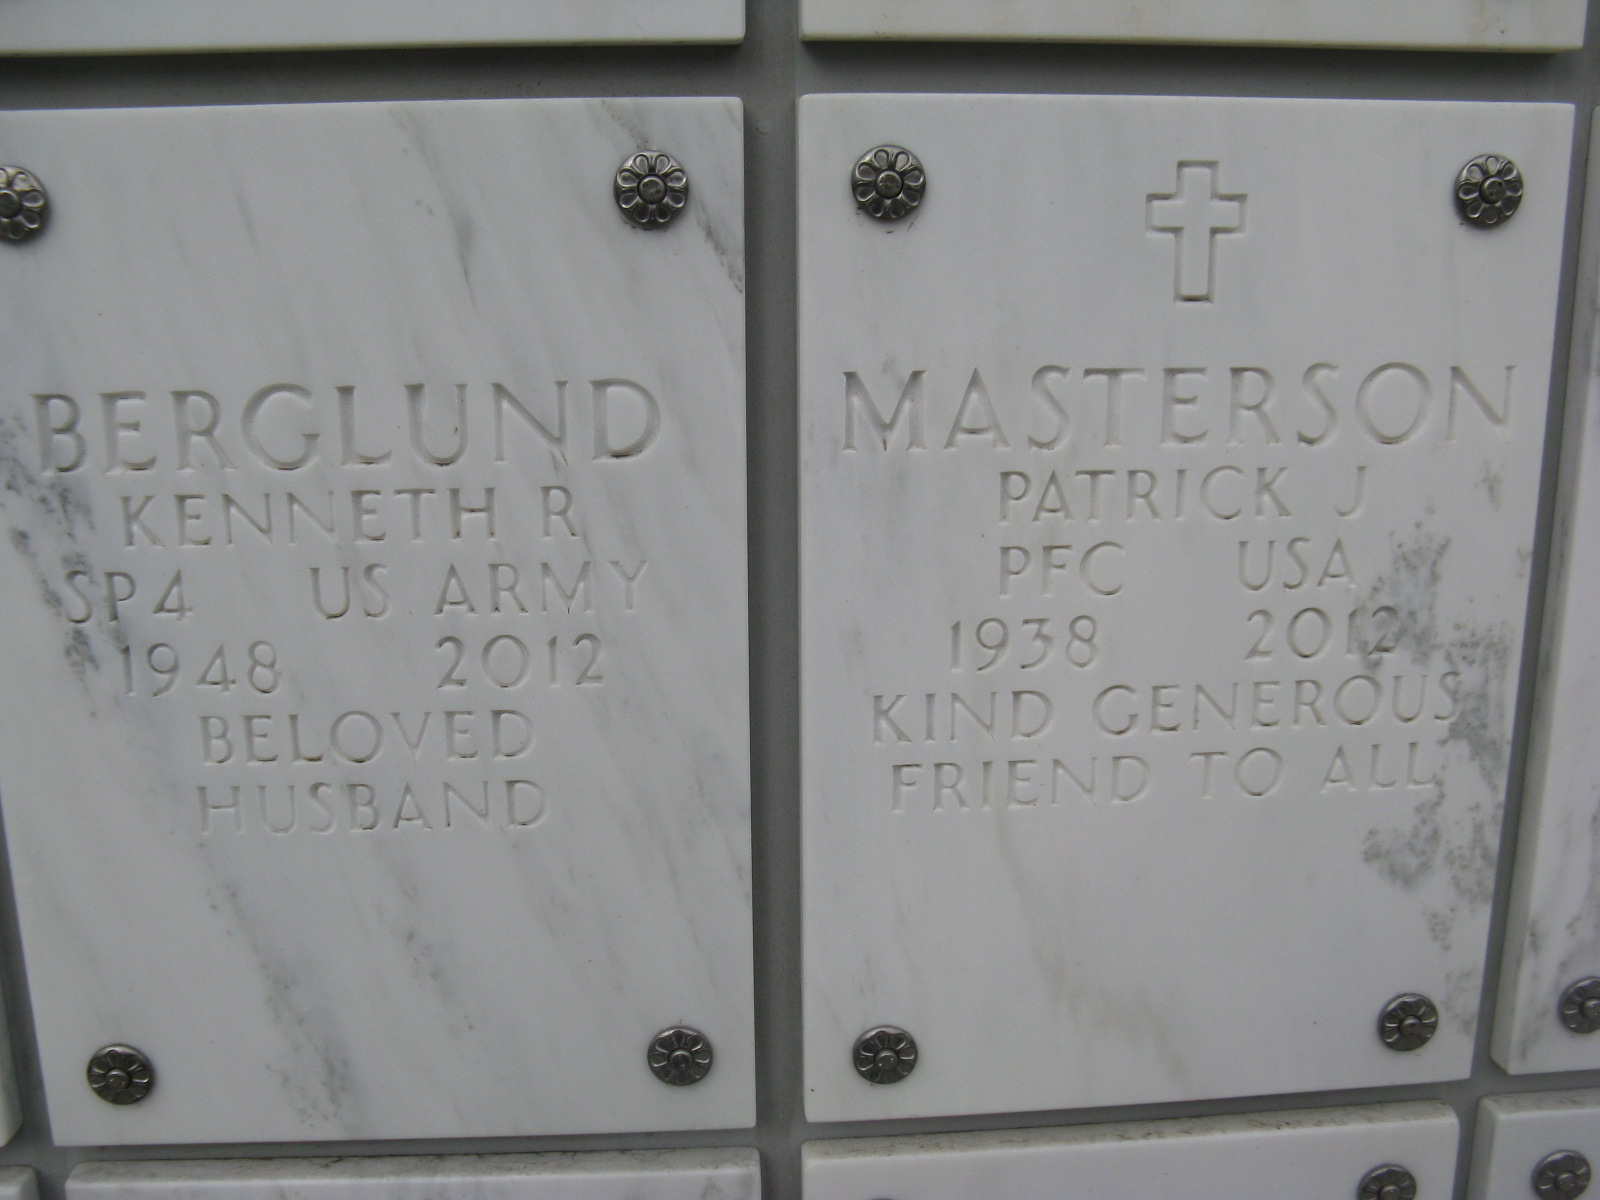 BERGLUND
KENNETH R
SP4 US ARMY
1948 2012
BELOVED
HUSBAND
MASTERSON
PATRICK J
PFC USA
1938 2012
KIND GENEROUS
FRIEND TO ALL